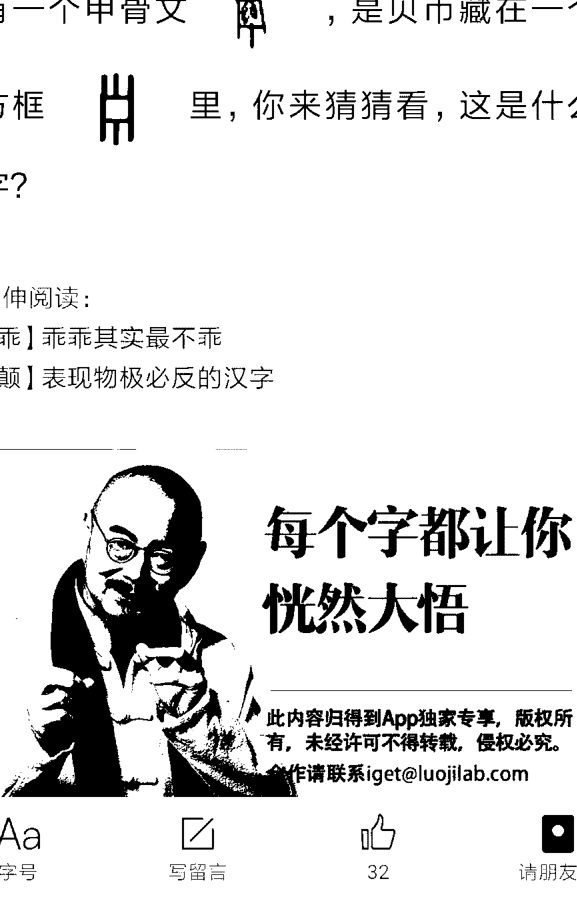 有一个甲骨文，是贝币藏在一个
方框里，你来猜猜看，这是什么
字？
伸阅读：
乖】乖乖其实最不乖
颠】表现物极必反的汉字
每个字都让你
恍然大悟
此内容归得到App独家专享，版权所
有，未经许可不得转载，侵权必究。
合作请联系iget@luojilab.com
Aa
字号
写留言
32
请朋友